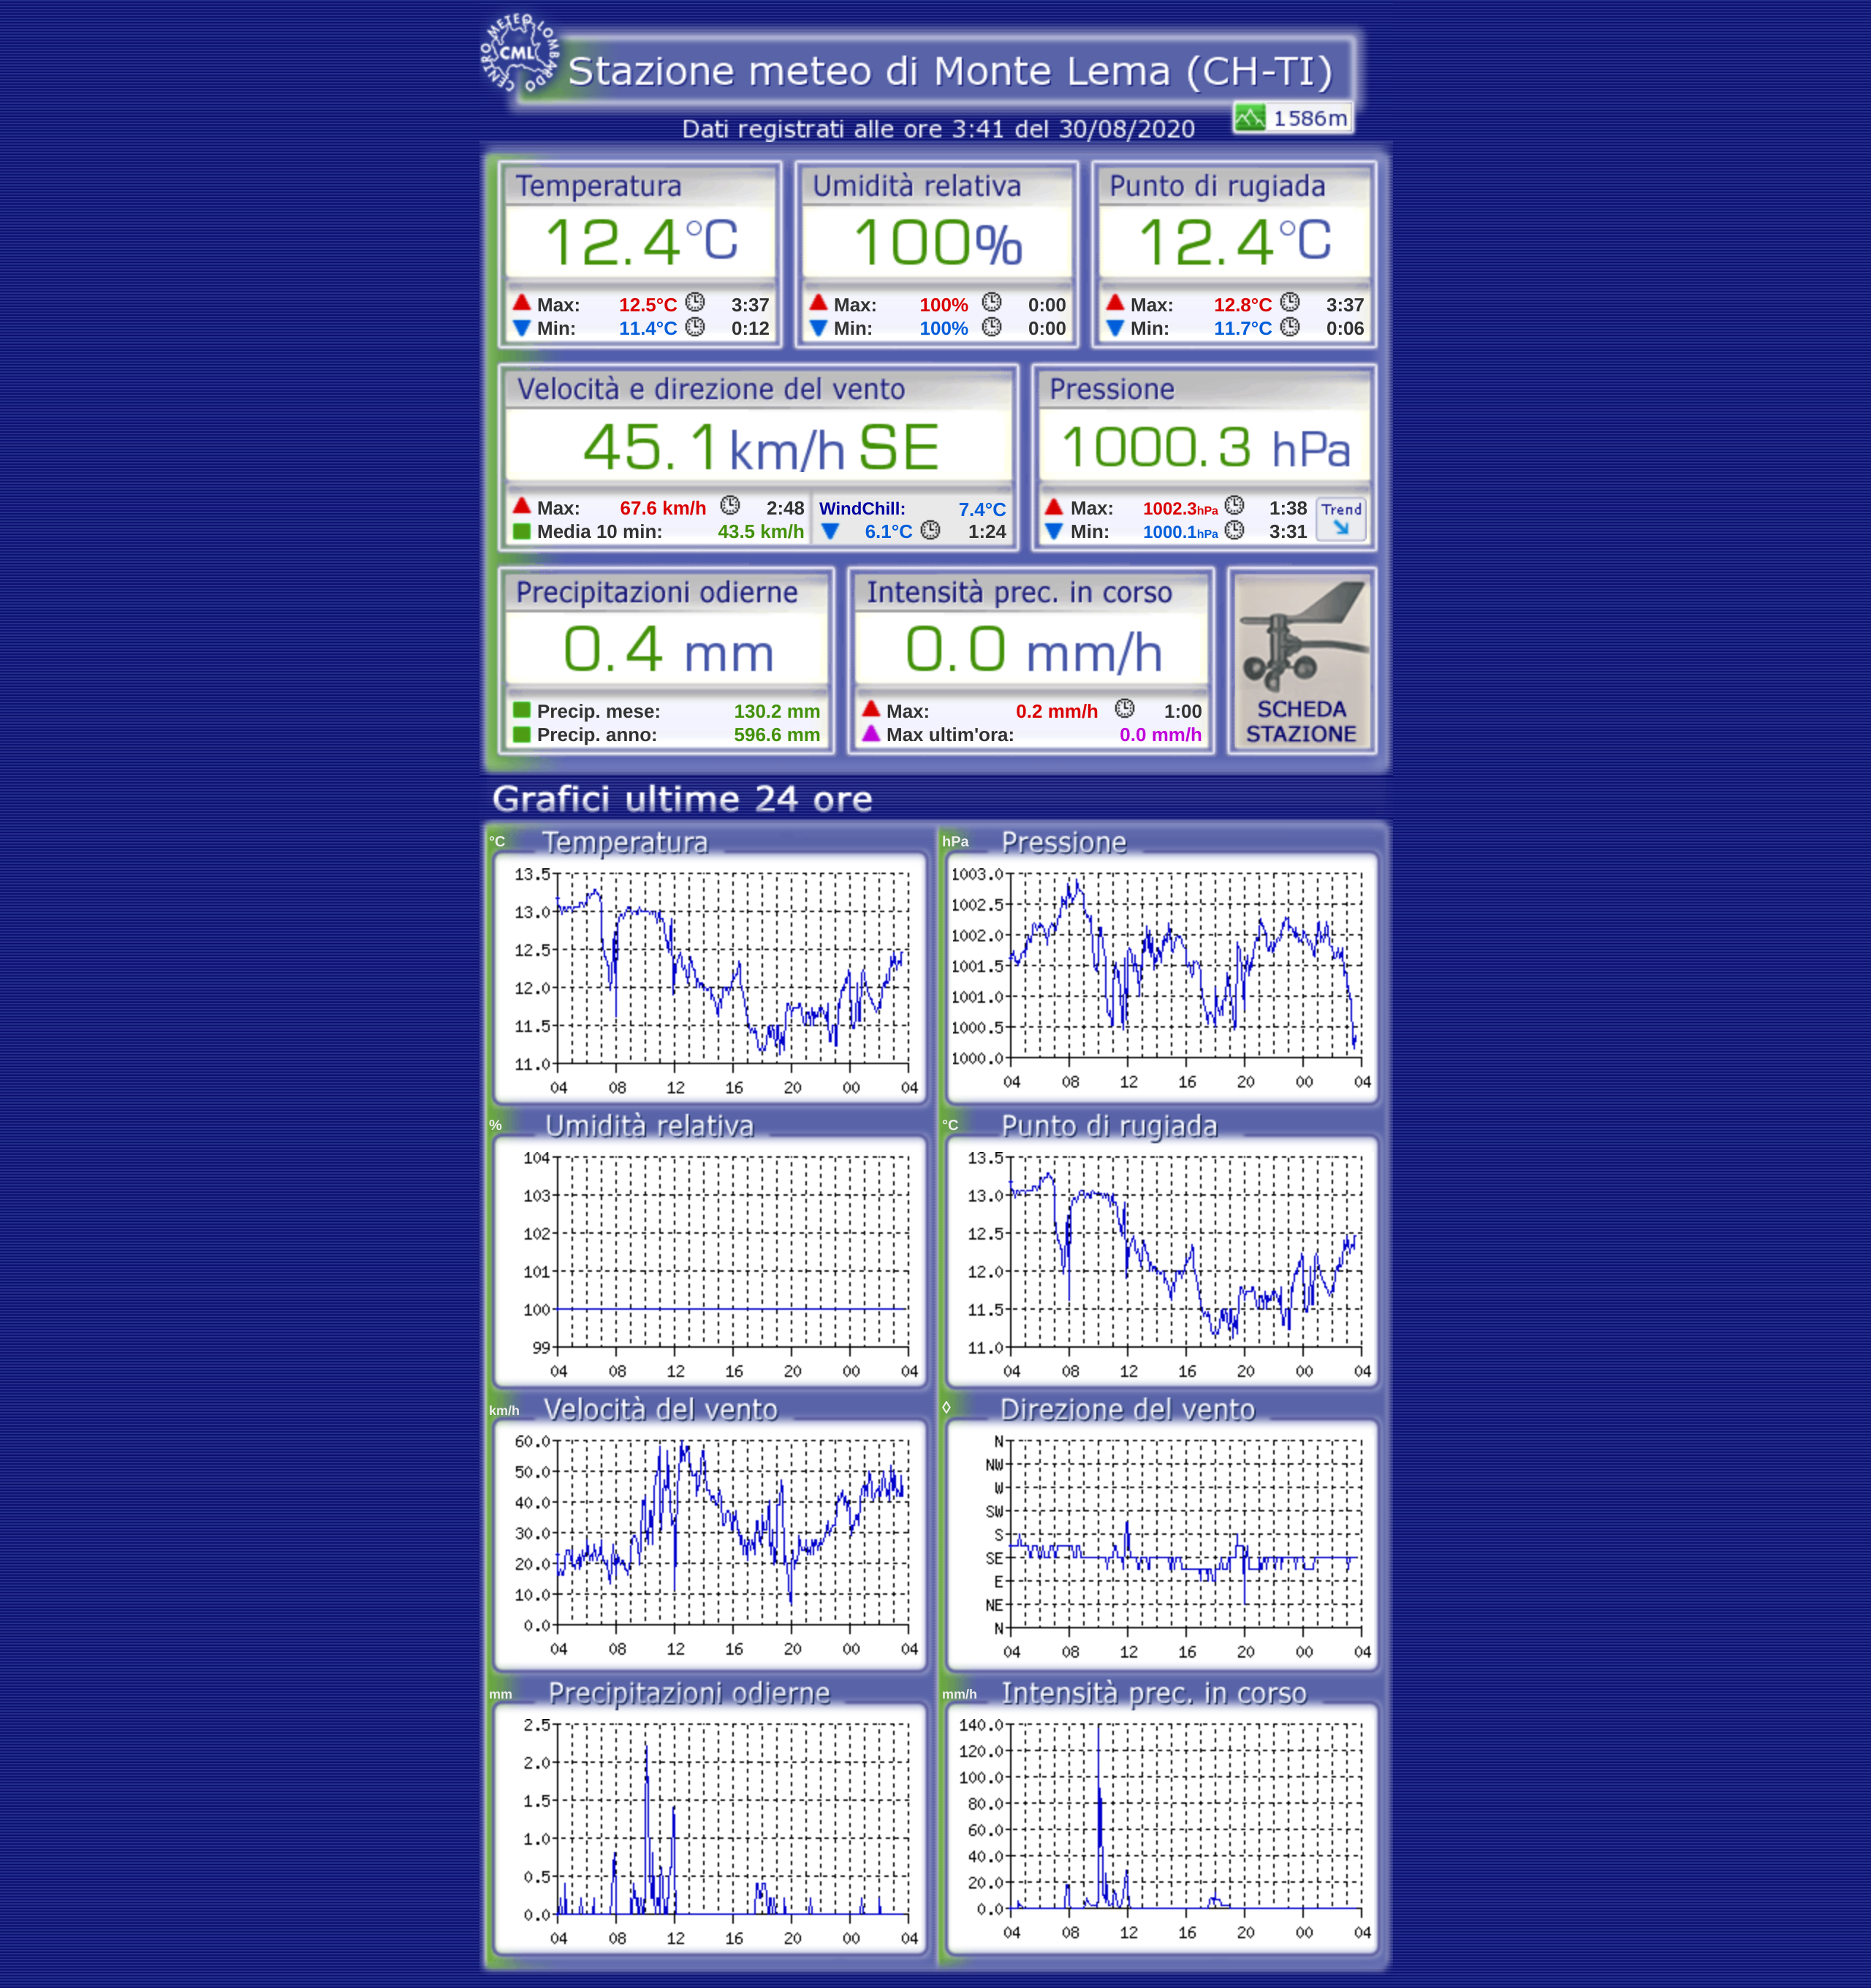 CENTRO METEO LOMBARDO
CML
Stazione meteo di Monte Lema (CH-TI)
1586m
Dati registrati alle ore 3:41 del 30/08/2020
Temperatura
12.4°C
Max: 12.5°C 3:37
Min: 11.4°C 0:12
Umidità relativa
100%
Max: 100% 0:00
Min: 100% 0:00
Punto di rugiada
12.4°C
Max: 12.8°C 3:37
Min: 11.7°C 0:06
Velocità e direzione del vento
45.1km/h SE
Max: 67.6 km/h 2:48
Media 10 min: 43.5 km/h
WindChill: 7.4°C
6.1°C 1:24
Pressione
1000.3 hPa
Max: 1002.3hPa 1:38
Min: 1000.1hPa 3:31
Trend
Precipitazioni odierne
0.4 mm
Precip. mese: 130.2 mm
Precip. anno: 596.6 mm
Intensità prec. in corso
0.0 mm/h
Max: 0.2 mm/h 1:00
Max ultim'ora: 0.0 mm/h
SCHEDA
STAZIONE
Grafici ultime 24 ore
°C Temperatura
13.5
13.0
12.5
12.0
11.5
11.0
04 08 12 16 20 00 04
hPa Pressione
1003.0
1002.5
1002.0
1001.5
1001.0
1000.5
1000.0
04 08 12 16 20 00 04
% Umidità relativa
104
103
102
101
100
99
04 08 12 16 20 00 04
°C Punto di rugiada
13.5
13.0
12.5
12.0
11.5
11.0
04 08 12 16 20 00 04
km/h Velocità del vento
60.0
50.0
40.0
30.0
20.0
10.0
0.0
04 08 12 16 20 00 04
◊ Direzione del vento
N
NW
W
SW
S
SE
E
NE
N
04 08 12 16 20 00 04
mm Precipitazioni odierne
2.5
2.0
1.5
1.0
0.5
0.0
04 08 12 16 20 00 04
mm/h Intensità prec. in corso
140.0
120.0
100.0
80.0
60.0
40.0
20.0
0.0
04 08 12 16 20 00 04